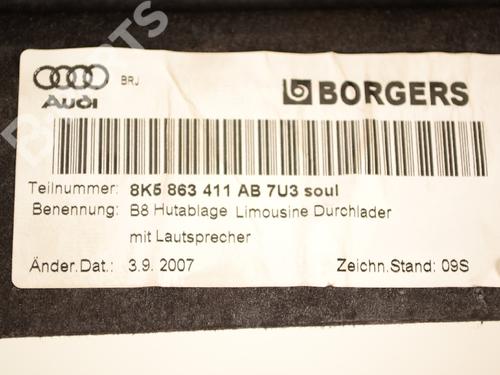 BRJ
Audi
BORGERS
Teilnummer: 8K5 863 411 AB 7U3 soul
Benennung: B8 Hutablage Limousine Durchlader
mit Lautsprecher
Änder.Dat.: 3.9. 2007 Zeichn.Stand: 09S